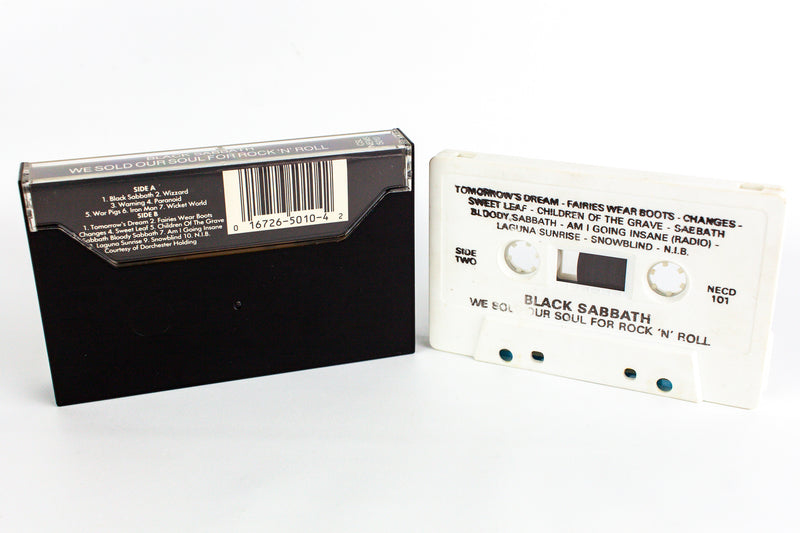 BLACK SABBATH
WE SOLD OUR SOUL FOR ROCK 'N' ROLL
SIDE A
1. Black Sabbath 2. Wizzard
3. Warning 4. Paranoid
5. War Pigs 6. Iron Man 7. Wicket World
SIDE B
1. Tomorrow's Dream 2. Fairies Wear Boots
Changes 4. Sweet Leaf 5. Children Of The Grave
Sabbath Bloody Sabbath 7. Am I Going Insane
Laguna Sunrise 9. Snowblind 10. N.I.B.
Courtesy of Dorchester Holding
0 16726-5010-4 2
TOMORROW'S DREAM - FAIRIES WEAR BOOTS - CHANGES -
SWEET LEAF - CHILDREN OF THE GRAVE - SAEBATH
BLOODY SABBATH - AM I GOING INSANE (RADIO) -
LAGUNA SUNRISE - SNOWBLIND - N.I.B.
SIDE
TWO
NECD
101
BLACK SABBATH
WE SOL OUR SOUL FOR ROCK 'N' ROLL